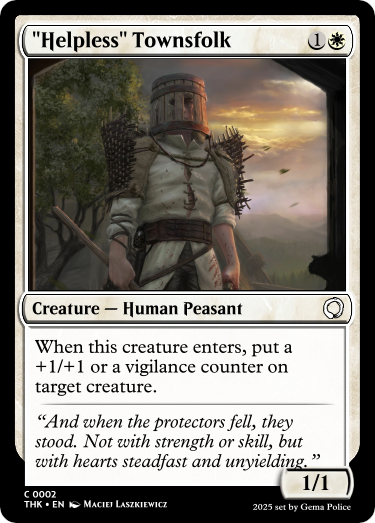 "Helpless" Townsfolk 1
Creature — Human Peasant
When this creature enters, put a
+1/+1 or a vigilance counter on
target creature.
“And when the protectors fell, they
stood. Not with strength or skill, but
with hearts steadfast and unyielding.”
1/1
C 0002
THK • EN Maciej Laszkiewicz
2025 set by Gema Police